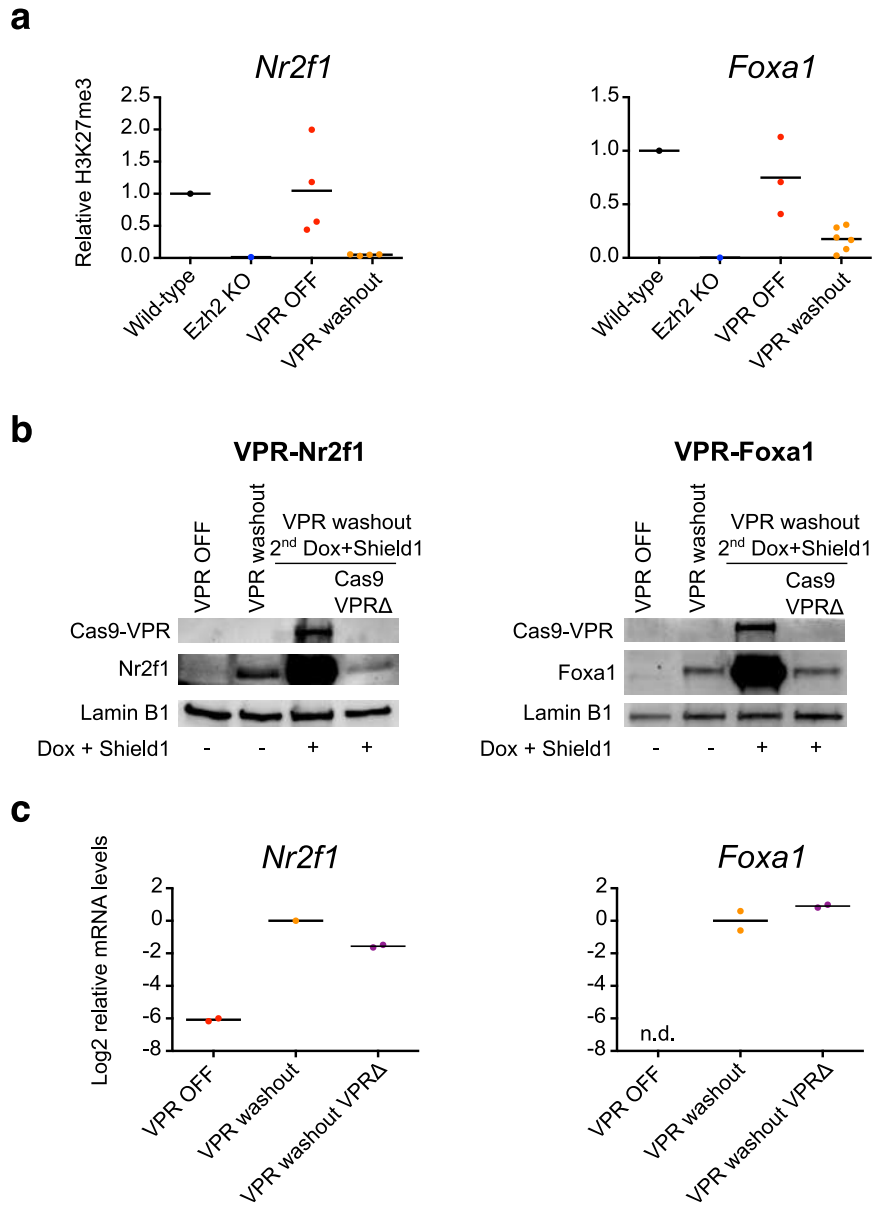 a
Nr2f1
Foxa1
Relative H3K27me3
2.5
2.0
1.5
1.0
0.5
0.0
Wild-type
Ezh2 KO
VPR OFF
VPR washout
1.5
1.0
0.5
0.0
Wild-type
Ezh2 KO
VPR OFF
VPR washout
b
VPR-Nr2f1
VPR OFF
VPR washout
VPR washout
2nd Dox+Shield1
Cas9
VPRΔ
Cas9-VPR
Nr2f1
Lamin B1
Dox + Shield1 - - + +
VPR-Foxa1
VPR OFF
VPR washout
VPR washout
2nd Dox+Shield1
Cas9
VPRΔ
Cas9-VPR
Foxa1
Lamin B1
Dox + Shield1 - - + +
c
Nr2f1
Foxa1
Log2 relative mRNA levels
2
0
-2
-4
-6
-8
VPR OFF
VPR washout
VPR washout VPRΔ
2
0
-2
-4
-6
-8
n.d.
VPR OFF
VPR washout
VPR washout VPRΔ